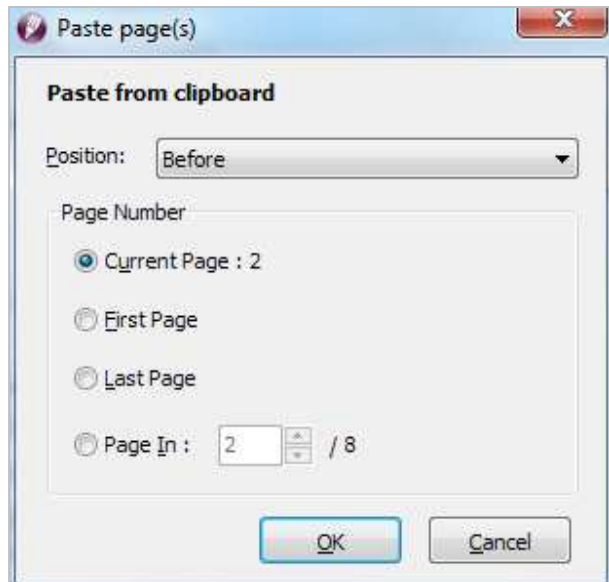 Paste page(s)
Paste from clipboard
Position: Before
Page Number
Current Page : 2
First Page
Last Page
Page In : 2 / 8
OK Cancel